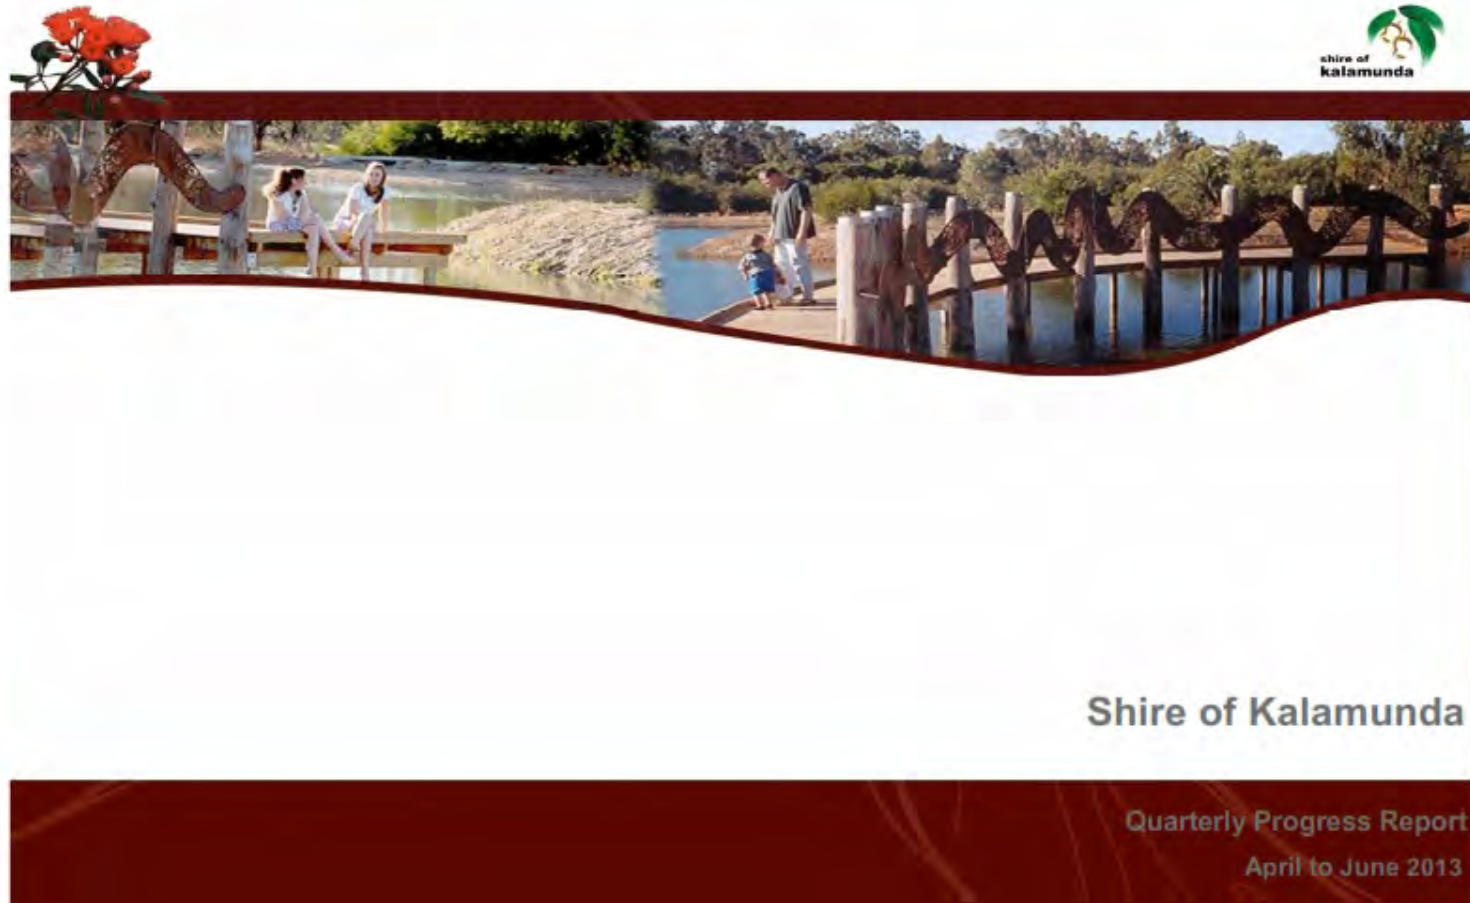 shire of
kalamunda
Shire of Kalamunda
Quarterly Progress Report
April to June 2013